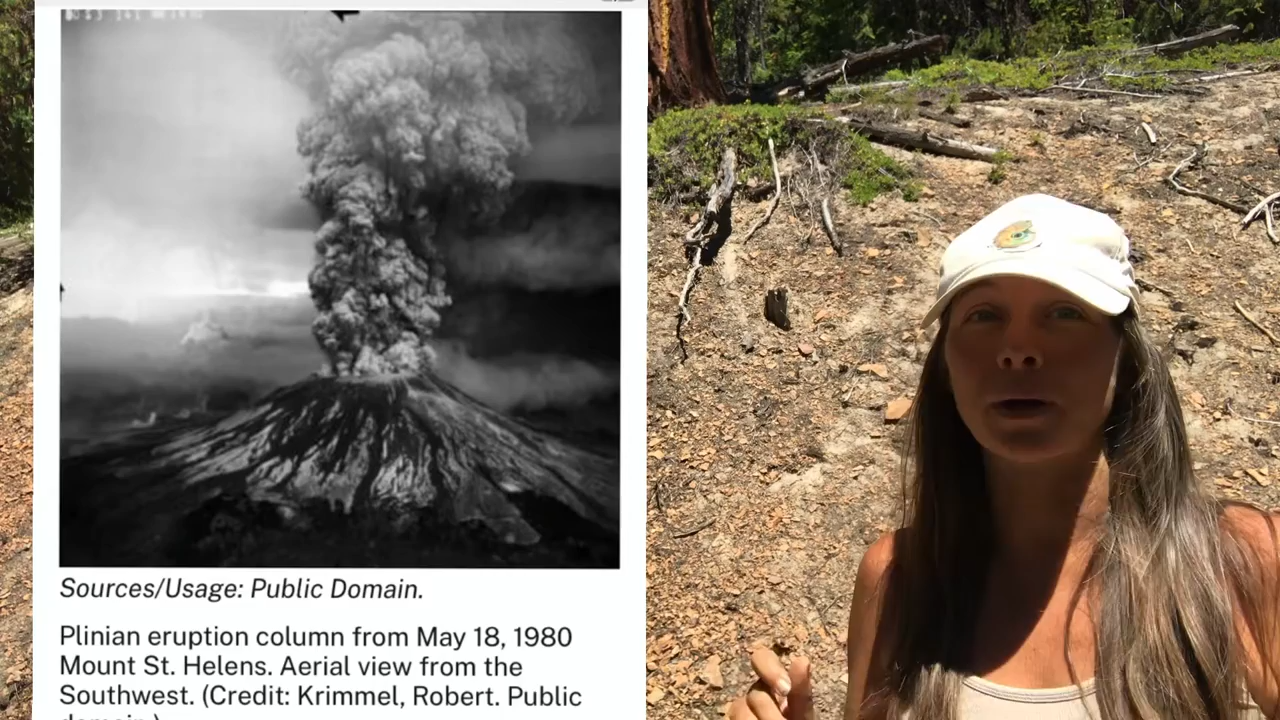 Sources/Usage: Public Domain.
Plinian eruption column from May 18, 1980
Mount St. Helens. Aerial view from the
Southwest. (Credit: Krimmel, Robert. Public